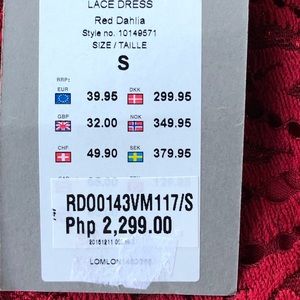 LACE DRESS
Red Dahlia
Style no. 10149571
SIZE / TAILLE
S
RRP:
EUR 39.95 DKK 299.95
GBP 32.00 NOK 349.95
CHF 49.90 SEK 379.95
RD00143VM117/S
Php 2,299.00